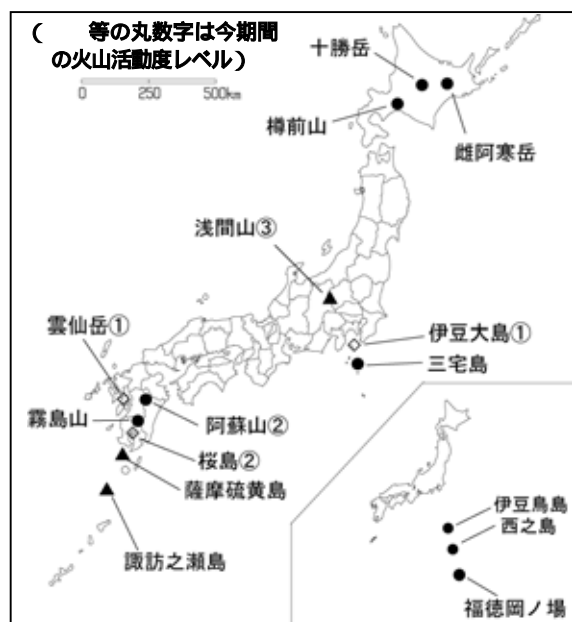 (　　等の丸数字は今期間
の火山活動度レベル)
0 250 500km
十勝岳
樽前山
雌阿寒岳
浅間山③
雲仙岳①
伊豆大島①
三宅島
霧島山
阿蘇山②
桜島②
薩摩硫黄島
諏訪之瀬島
伊豆鳥島
西之島
福徳岡ノ場